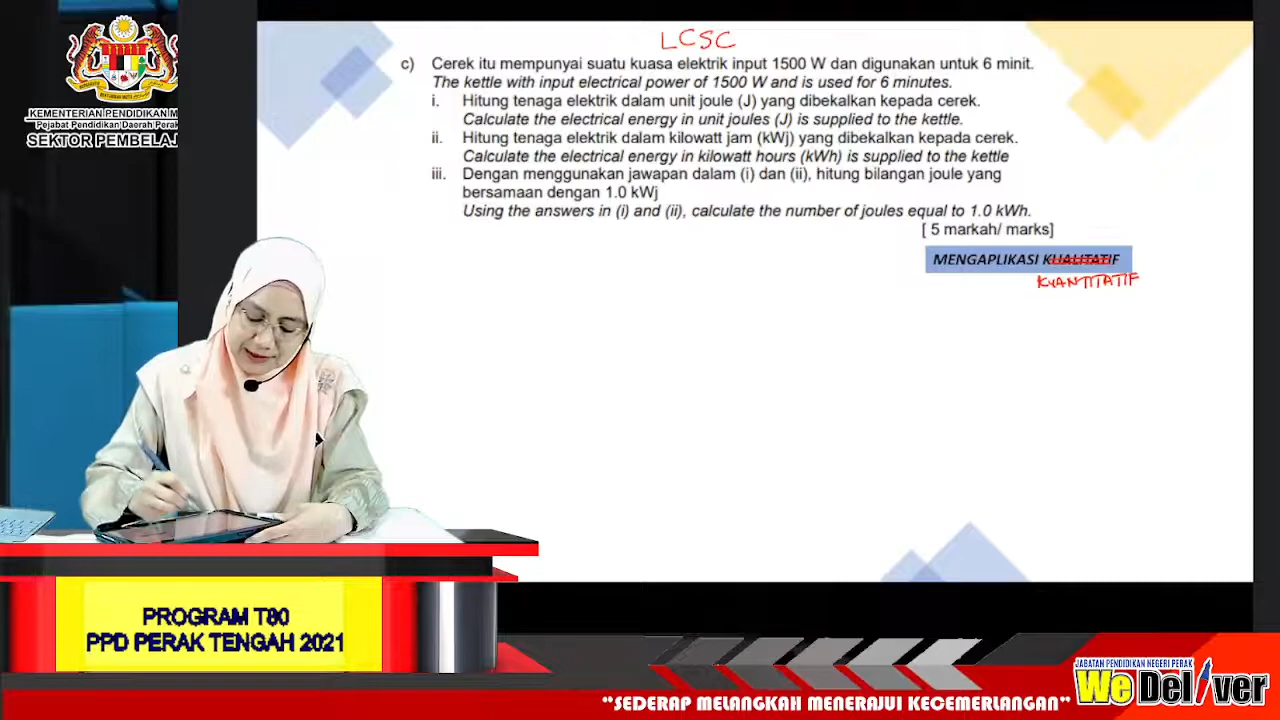 KEMENTERIAN PENDIDIKAN M
Pejabat Pendidikan Daerah Perak
SEKTOR PEMBELAJ
LCSC
c) Cerek itu mempunyai suatu kuasa elektrik input 1500 W dan digunakan untuk 6 minit.
The kettle with input electrical power of 1500 W and is used for 6 minutes.
i. Hitung tenaga elektrik dalam unit joule (J) yang dibekalkan kepada cerek.
Calculate the electrical energy in unit joules (J) is supplied to the kettle.
ii. Hitung tenaga elektrik dalam kilowatt jam (kWj) yang dibekalkan kepada cerek.
Calculate the electrical energy in kilowatt hours (kWh) is supplied to the kettle
iii. Dengan menggunakan jawapan dalam (i) dan (ii), hitung bilangan joule yang
bersamaan dengan 1.0 kWj
Using the answers in (i) and (ii), calculate the number of joules equal to 1.0 kWh.
[ 5 markah/ marks]
MENGAPLIKASI KUALITATIF
KUANTITATIF
PROGRAM T80
PPD PERAK TENGAH 2021
JABATAN PENDIDIKAN NEGERI PERAK
We Deliver
"SEDERAP MELANGKAH MENERAJUI KECEMERLANGAN"